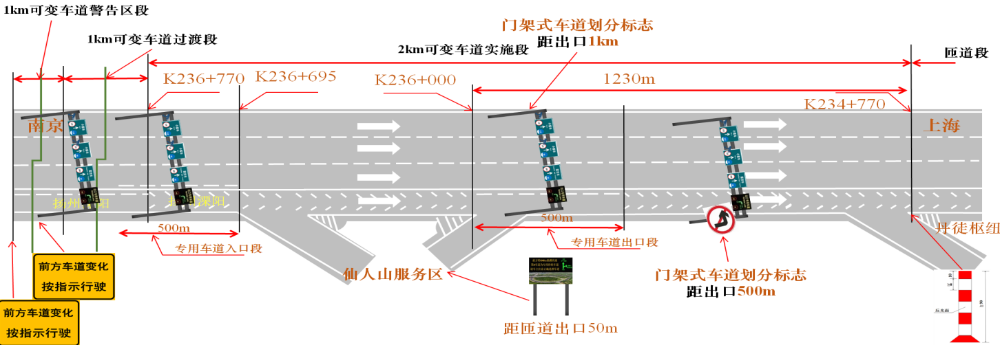 1km可变车道警告区段
1km可变车道过渡段
门架式车道划分标志
距出口1km
2km可变车道实施段
匝道段
K236+770
K236+695
K236+000
1230m
K234+770
南京
上海
扬州
溧阳
500m
专用车道入口段
500m
专用车道出口段
丹徒枢纽
前方车道变化
按指示行驶
前方车道变化
按指示行驶
仙人山服务区
门架式车道划分标志
距出口500m
距匝道出口50m
反光面